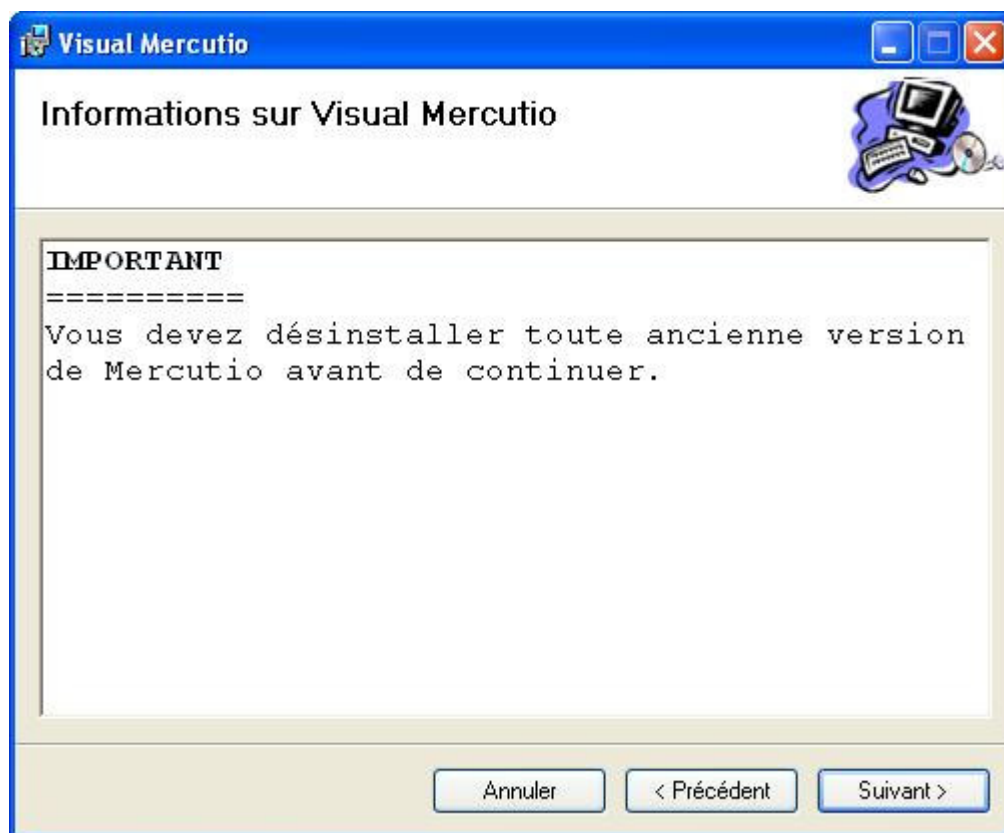 Visual Mercutio
Informations sur Visual Mercutio
IMPORTANT
==========
Vous devez désinstaller toute ancienne version
de Mercutio avant de continuer.
Annuler
< Précédent
Suivant >